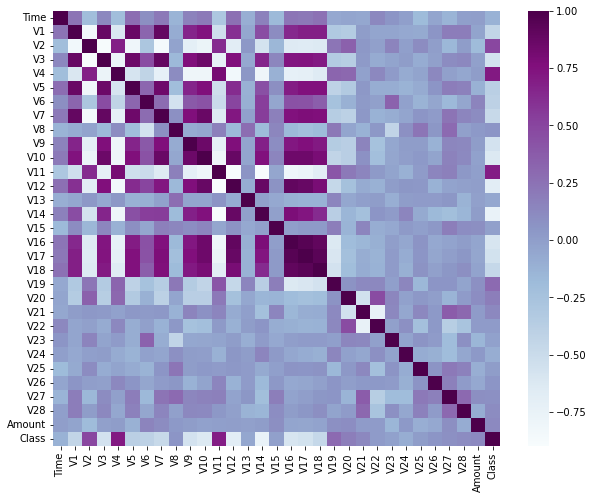 Time
V1
V2
V3
V4
V5
V6
V7
V8
V9
V10
V11
V12
V13
V14
V15
V16
V17
V18
V19
V20
V21
V22
V23
V24
V25
V26
V27
V28
Amount
Class
Time
V1
V2
V3
V4
V5
V6
V7
V8
V9
V10
V11
V12
V13
V14
V15
V16
V17
V18
V19
V20
V21
V22
V23
V24
V25
V26
V27
V28
Amount
Class
1.00
0.75
0.50
0.25
0.00
−0.25
−0.50
−0.75